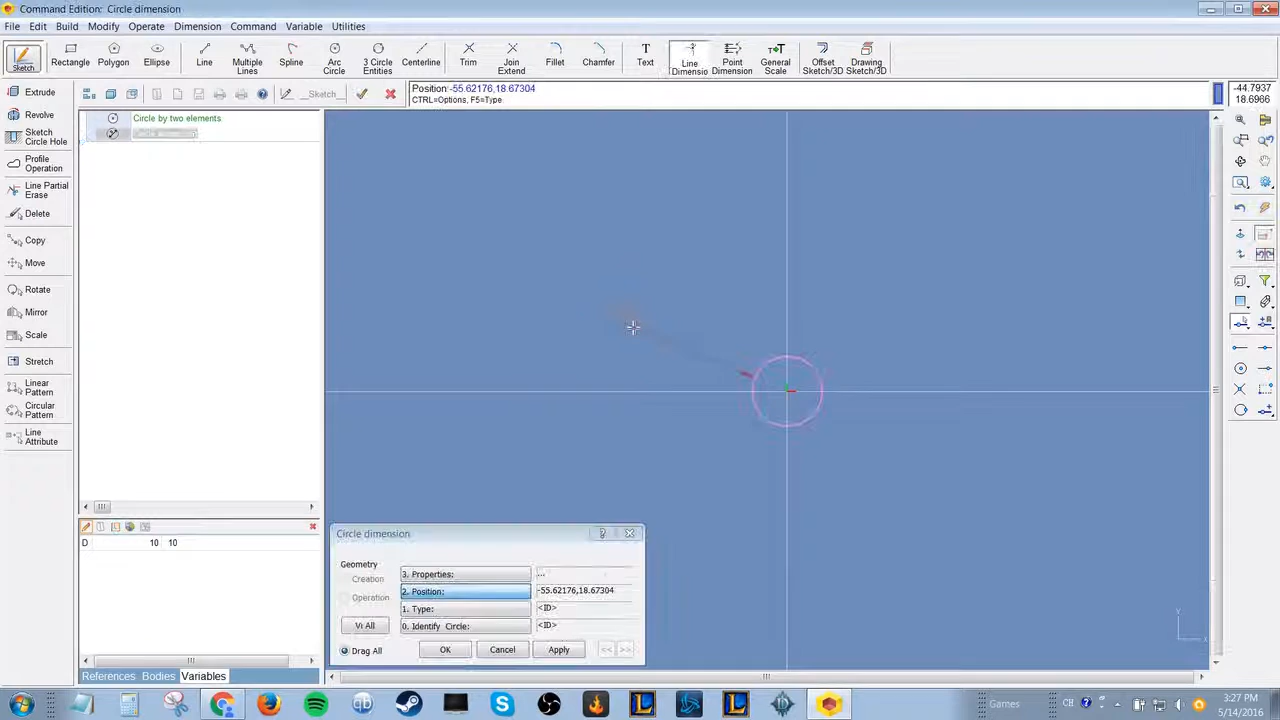 Command Edition: Circle dimension
File Edit Build Modify Operate Dimension Command Variable Utilities
Sketch Rectangle Polygon Ellipse Line Multiple Lines Spline Arc Circle 3 Circle Entities Centerline Trim Join Extend Fillet Chamfer Text Line Dimensio Point Dimension General Scale Offset Sketch/3D Drawing Sketch/3D
_Sketch_
Position:-55.62176,18.67304
CTRL=Options, F5=Type
-44.7937
18.6966
Extrude
Revolve
Sketch
Circle Hole
Profile
Operation
Line Partial
Erase
Delete
Copy
Move
Rotate
Mirror
Scale
Stretch
Linear
Pattern
Circular
Pattern
Line
Attribute
Circle by two elements
D 10 10
References Bodies Variables
Circle dimension
Geometry
Creation
Operation
Vi All
Drag All
3. Properties: ...
2. Position: -55.62176,18.67304
1. Type: <ID>
0. Identify Circle: <ID>
OK Cancel Apply << >>
Y
X
Games
CH
3:27 PM
5/14/2016